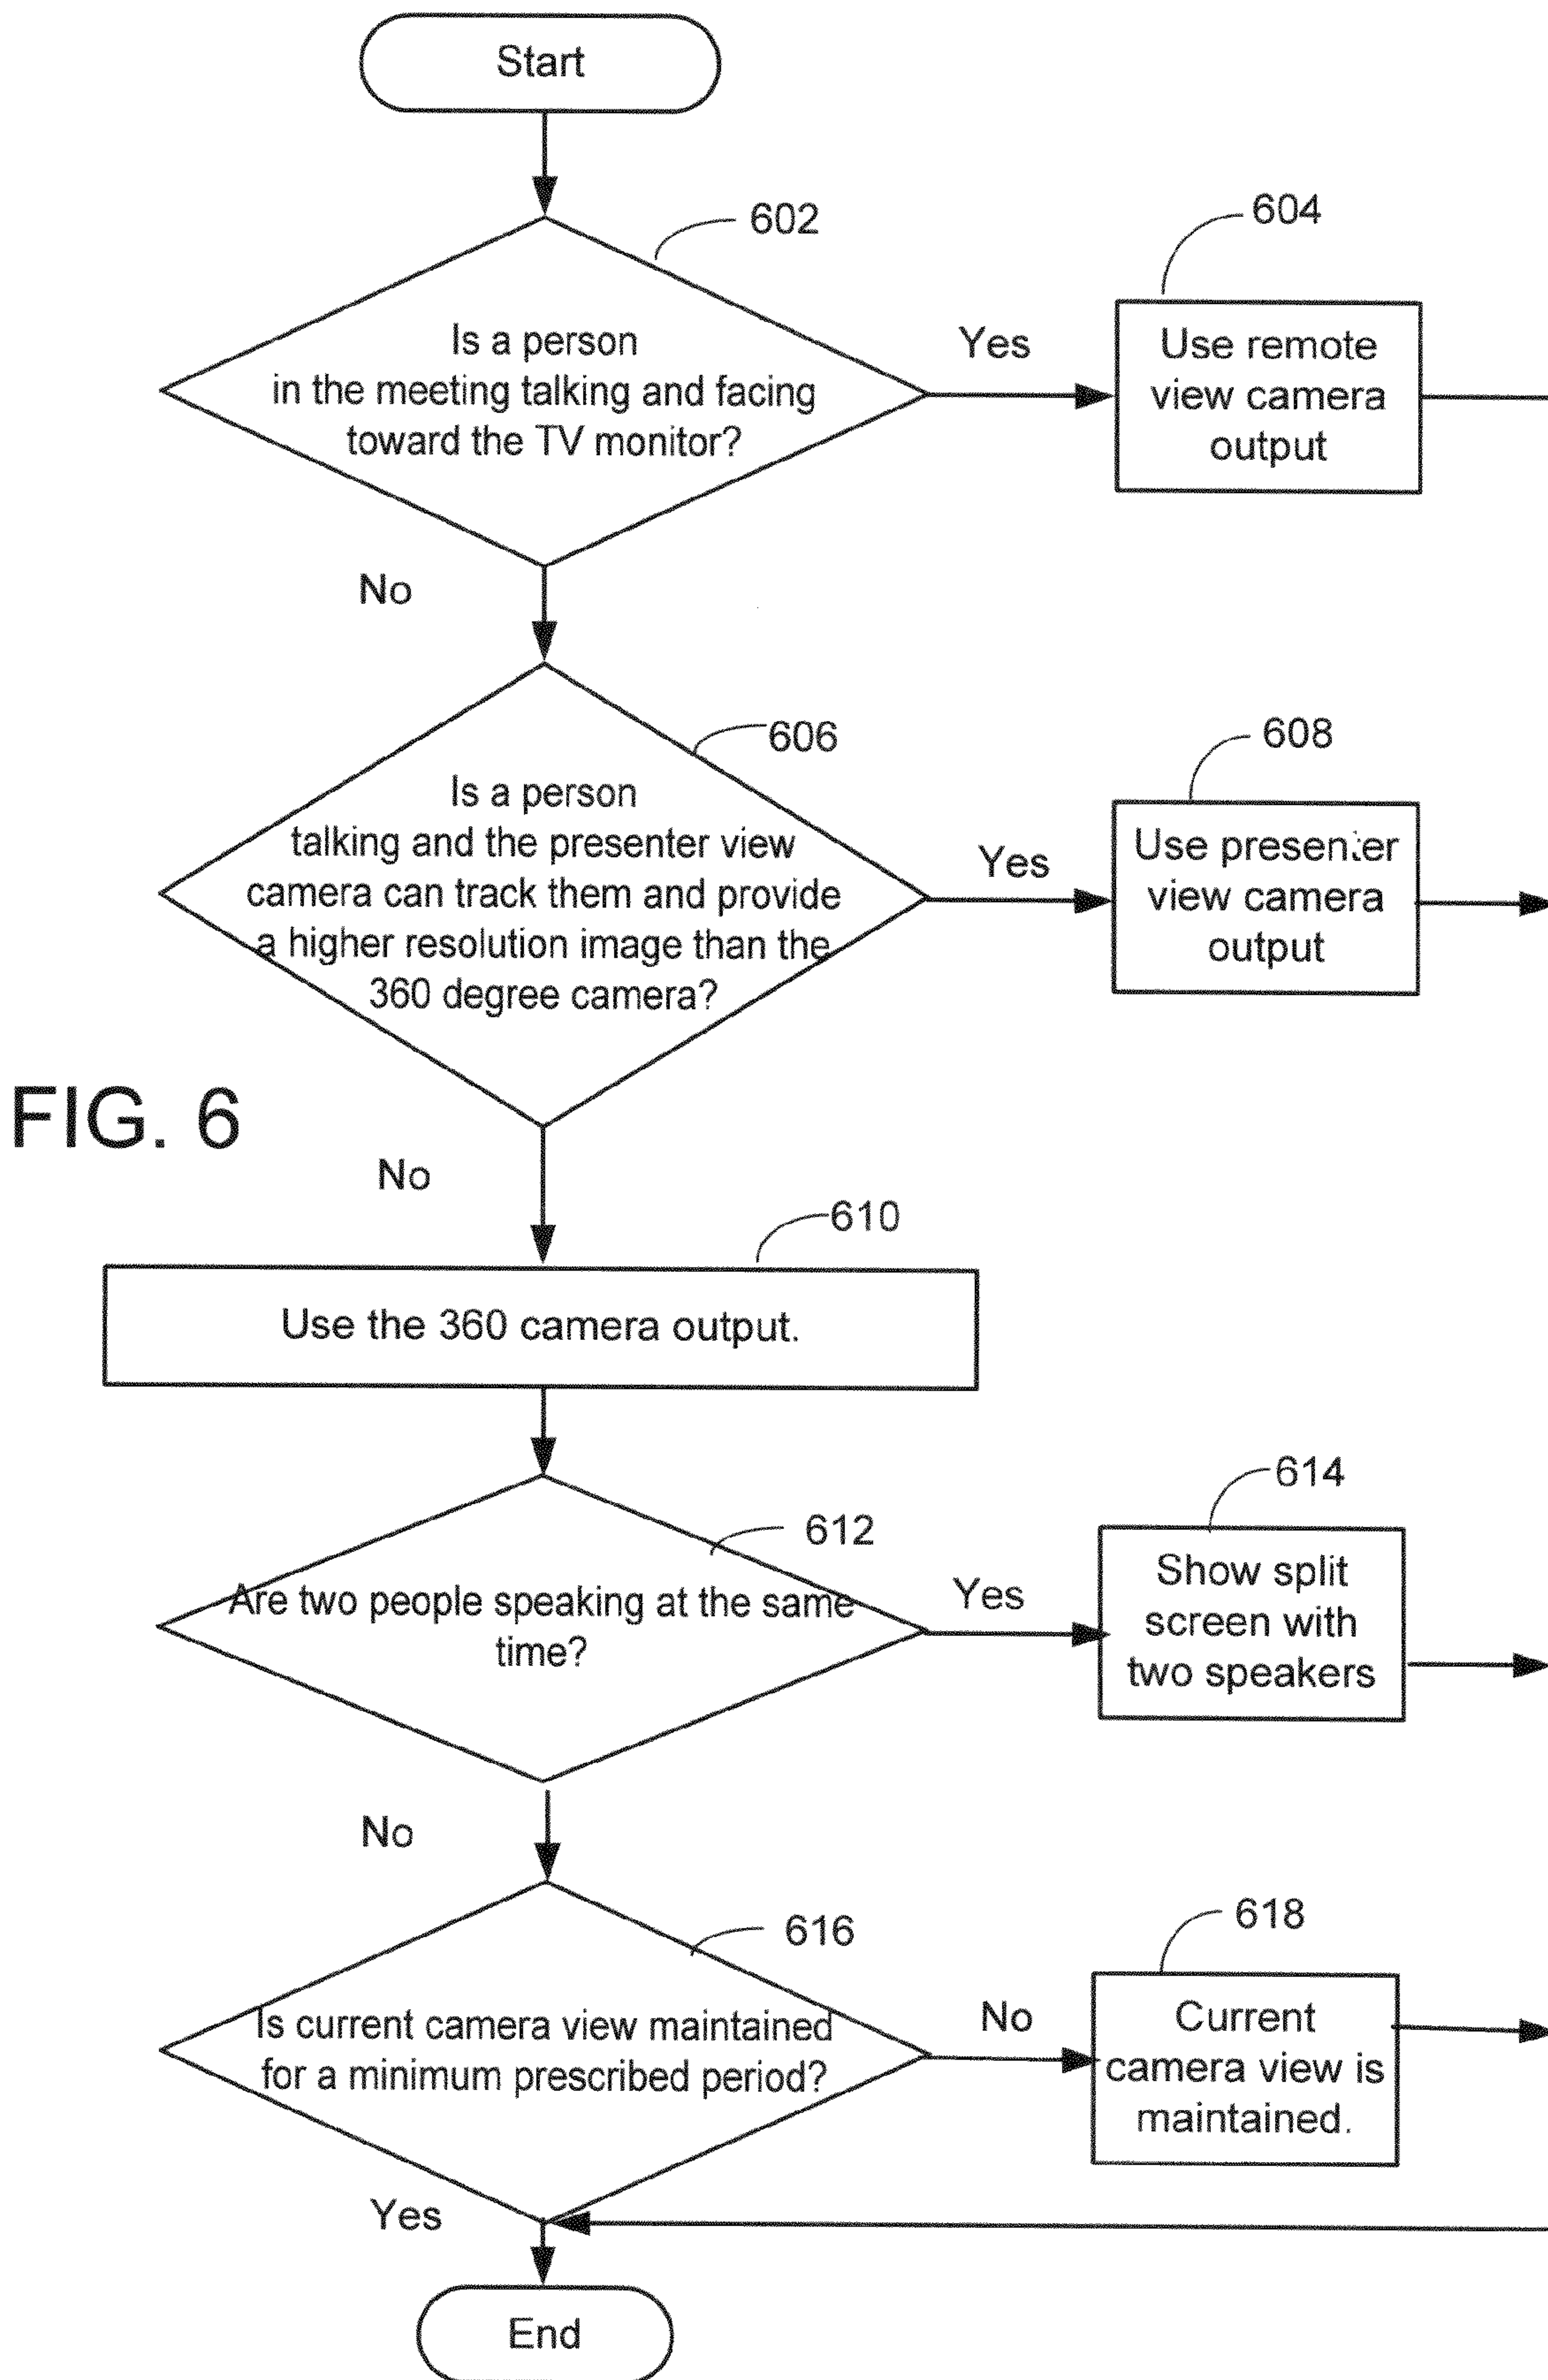 Start
602
Is a person
in the meeting talking and facing
toward the TV monitor?
Yes
604
Use remote
view camera
output
No
606
Is a person
talking and the presenter view
camera can track them and provide
a higher resolution image than the
360 degree camera?
Yes
608
Use presenter
view camera
output
FIG. 6
No
610
Use the 360 camera output.
612
Are two people speaking at the same
time?
Yes
614
Show split
screen with
two speakers
No
616
Is current camera view maintained
for a minimum prescribed period?
No
618
Current
camera view is
maintained.
Yes
End